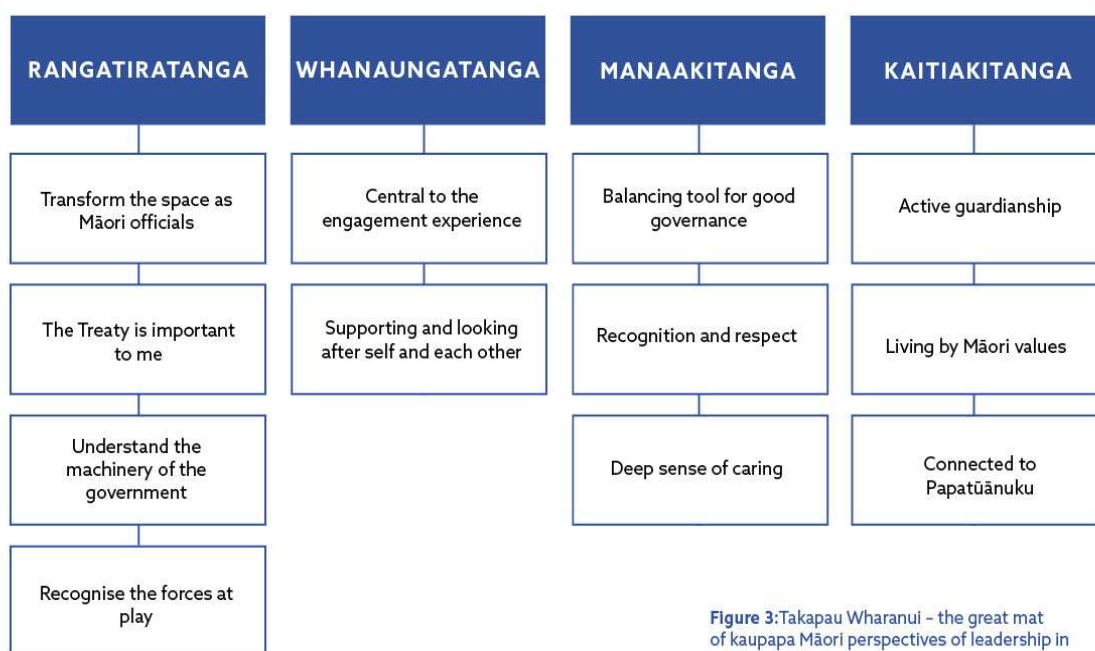 RANGATIRATANGA
Transform the space as
Māori officials
The Treaty is important
to me
Understand the
machinery of the
government
Recognise the forces at
play
WHANAUNGATANGA
Central to the
engagement experience
Supporting and looking
after self and each other
MANAAKITANGA
Balancing tool for good
governance
Recognition and respect
Deep sense of caring
KAITIAKITANGA
Active guardianship
Living by Māori values
Connected to
Papatūānuku
Figure 3:Takapau Wharanui – the great mat
of kaupapa Māori perspectives of leadership in